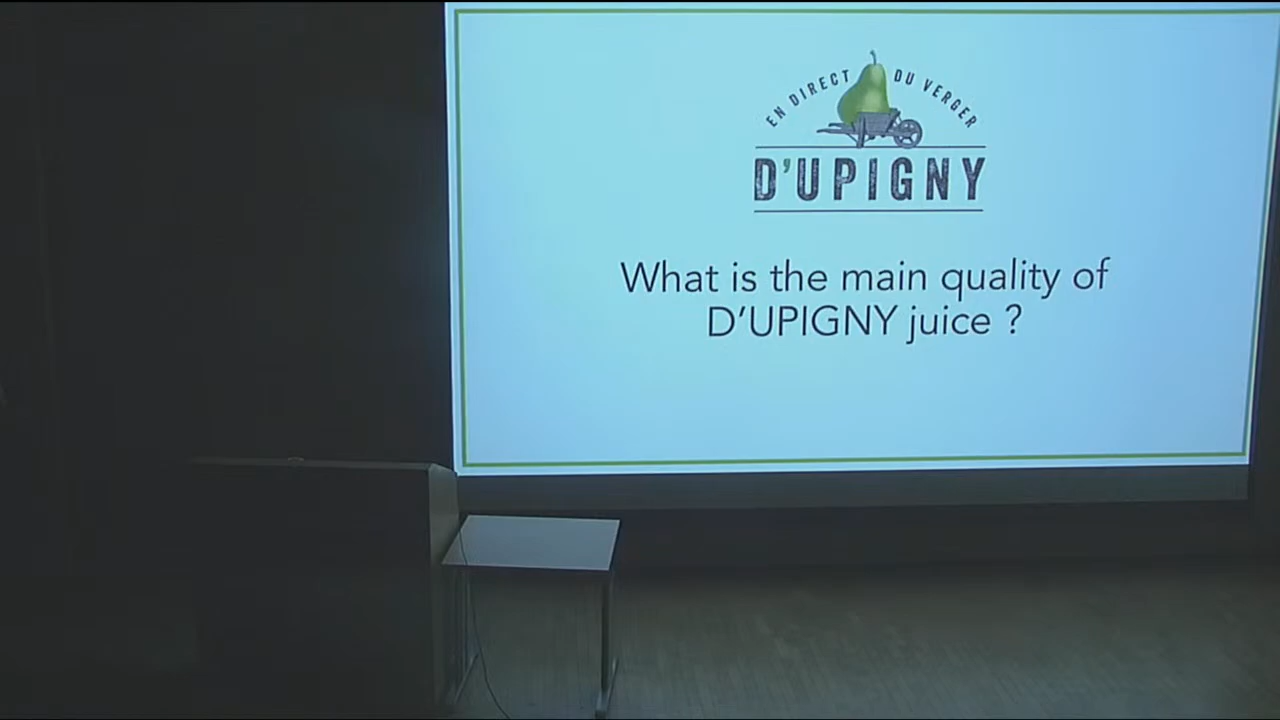 EN DIRECT DU VERGER
D'UPIGNY
What is the main quality of
D'UPIGNY juice ?